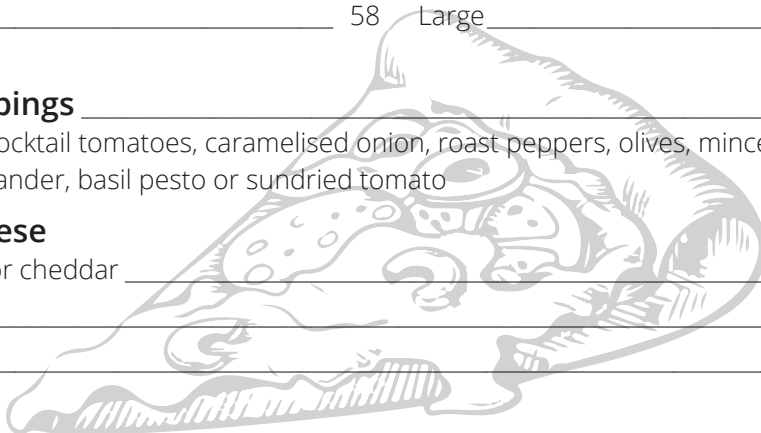 58 Large
pings
ocktail tomatoes, caramelised onion, roast peppers, olives, mince
ander, basil pesto or sundried tomato
ese
or cheddar